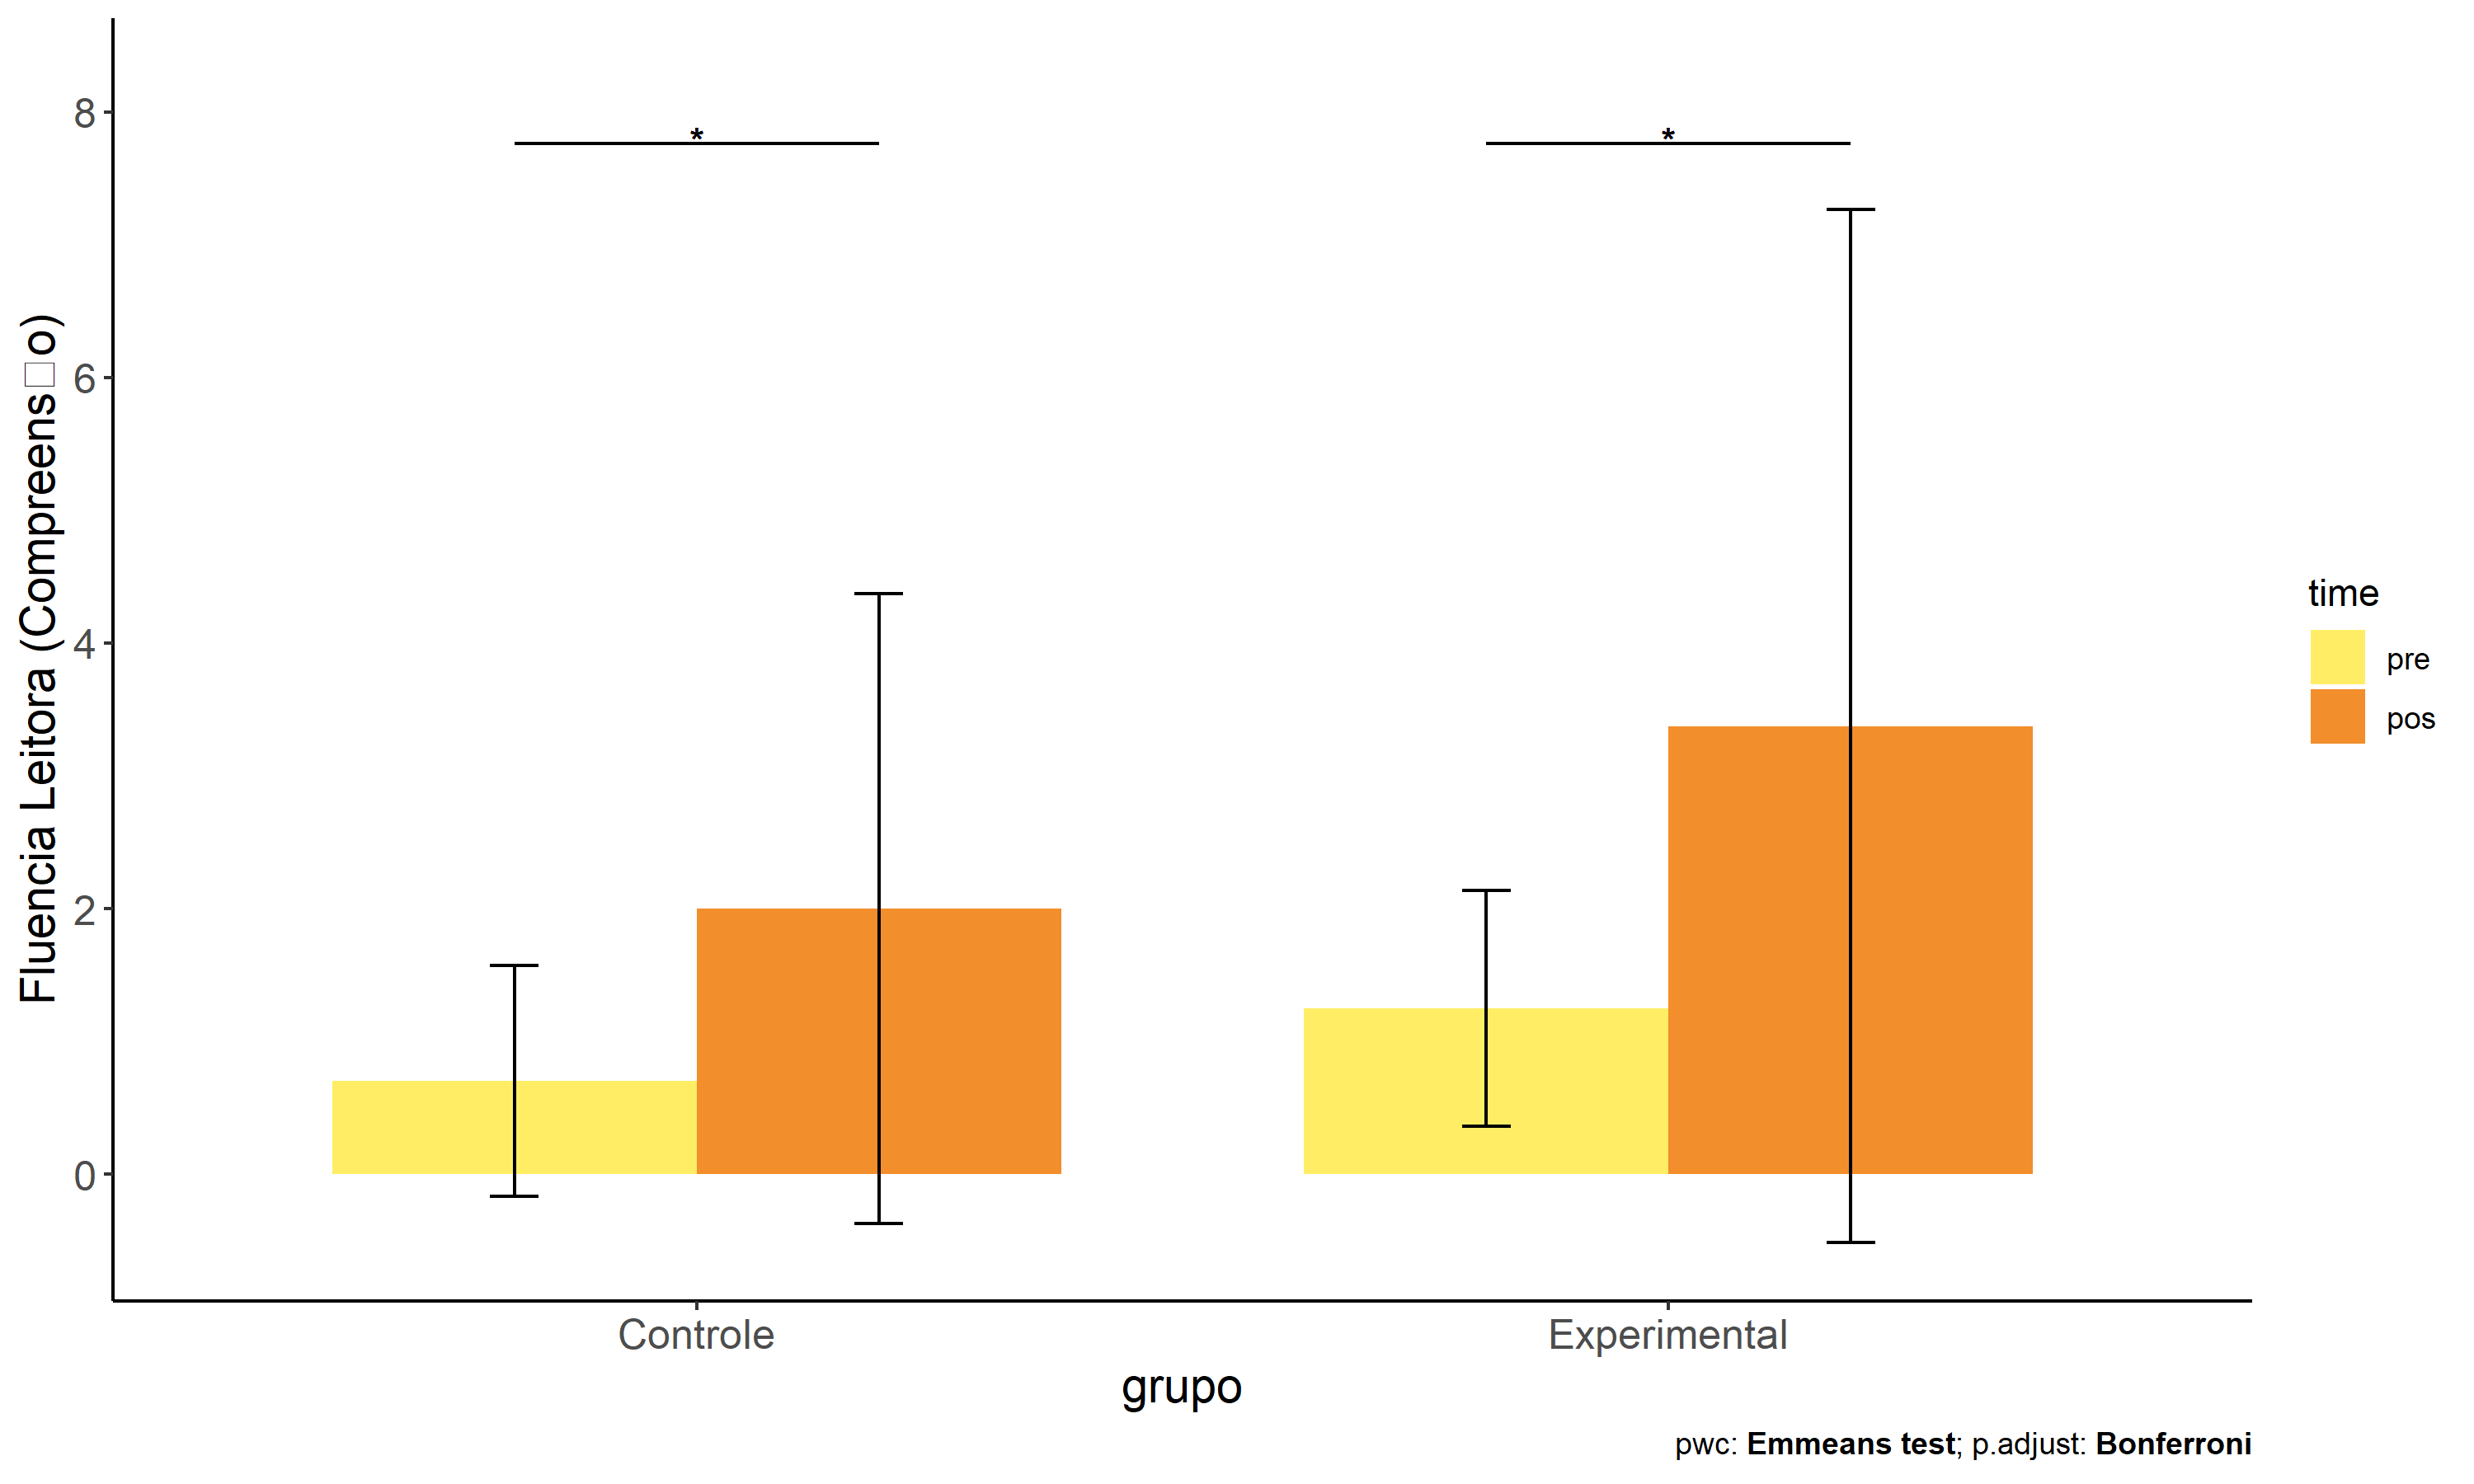 Fluencia Leitora (Compreens□o)
8
6
4
2
0
*
*
Controle
Experimental
grupo
time
pre
pos
pwc: Emmeans test; p.adjust: Bonferroni